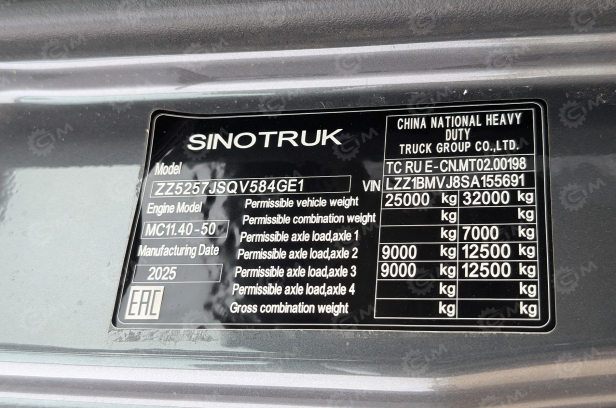 SINOTRUK
CHINA NATIONAL HEAVY
DUTY
TRUCK GROUP CO.,LTD.
Model
TC RU E-CN.MT02.00198
ZZ5257JSQV584GE1 VIN LZZ1BMVJ8SA155691
Engine Model Permissible vehicle weight 25000 kg 32000 kg
Permissible combination weight kg kg
MC11.40-50 Permissible axle load,axle 1 kg 7000 kg
Manufacturing Date Permissible axle load,axle 2 9000 kg 12500 kg
2025 Permissible axle load,axle 3 9000 kg 12500 kg
Permissible axle load,axle 4 kg kg
EAC Gross combination weight kg kg